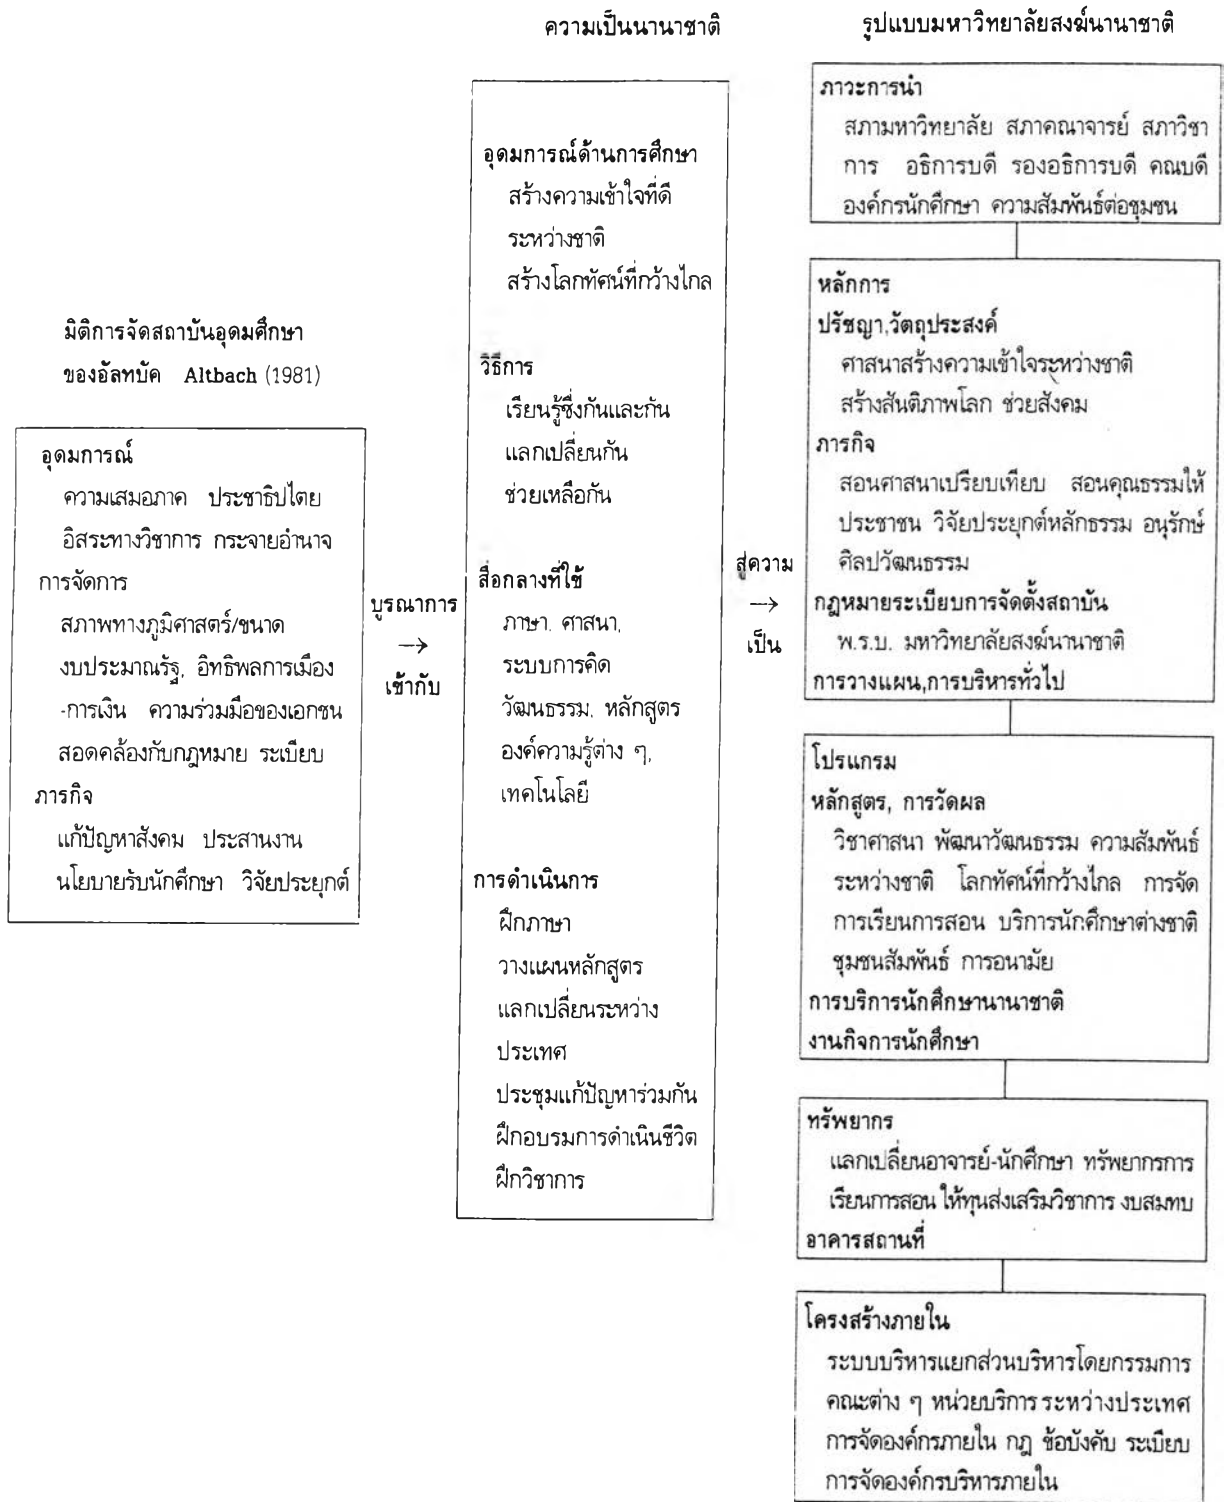 ความเป็นนานาชาติ
รูปแบบมหาวิทยาลัยสงฆ์นานาชาติ
มิติการจัดสถาบันอุดมศึกษา
ของอัลทบัค Altbach (1981)
อุดมการณ์
ความเสมอภาค ประชาธิปไตย
อิสระทางวิชาการ กระจายอำนาจ
การจัดการ
สภาพทางภูมิศาสตร์/ขนาด
งบประมาณรัฐ, อิทธิพลการเมือง
-การเงิน ความร่วมมือของเอกชน
สอดคล้องกับกฎหมาย ระเบียบ
ภารกิจ
แก้ปัญหาสังคม ประสานงาน
นโยบายรับนักศึกษา วิจัยประยุกต์
บูรณาการ
→
เข้ากับ
อุดมการณ์ด้านการศึกษา
สร้างความเข้าใจที่ดี
ระหว่างชาติ
สร้างโลกทัศน์ที่กว้างไกล
วิธีการ
เรียนรู้ซึ่งกันและกัน
แลกเปลี่ยนกัน
ช่วยเหลือกัน
สื่อกลางที่ใช้
ภาษา, ศาสนา,
ระบบการคิด
วัฒนธรรม, หลักสูตร
องค์ความรู้ต่าง ๆ,
เทคโนโลยี
การดำเนินการ
ฝึกภาษา
วางแผนหลักสูตร
แลกเปลี่ยนระหว่าง
ประเทศ
ประชุมแก้ปัญหาร่วมกัน
ฝึกอบรมการดำเนินชีวิต
ฝึกวิชาการ
สู่ความ
→
เป็น
ภาวะการนำ
สภามหาวิทยาลัย สภาคณาจารย์ สภาวิชา
การ อธิการบดี รองอธิการบดี คณบดี
องค์กรนักศึกษา ความสัมพันธ์ต่อชุมชน
หลักการ
ปรัชญา,วัตถุประสงค์
ศาสนาสร้างความเข้าใจระหว่างชาติ
สร้างสันติภาพโลก ช่วยสังคม
ภารกิจ
สอนศาสนาเปรียบเทียบ สอนคุณธรรมให้
ประชาชน วิจัยประยุกต์หลักธรรม อนุรักษ์
ศิลปวัฒนธรรม
กฎหมายระเบียบการจัดตั้งสถาบัน
พ.ร.บ. มหาวิทยาลัยสงฆ์นานาชาติ
การวางแผน,การบริหารทั่วไป
โปรแกรม
หลักสูตร, การวัดผล
วิชาศาสนา พัฒนาวัฒนธรรม ความสัมพันธ์
ระหว่างชาติ โลกทัศน์ที่กว้างไกล การจัด
การเรียนการสอน บริการนักศึกษาต่างชาติ
ชุมชนสัมพันธ์ การอนามัย
การบริการนักศึกษานานาชาติ
งานกิจการนักศึกษา
ทรัพยากร
แลกเปลี่ยนอาจารย์-นักศึกษา ทรัพยากรการ
เรียนการสอน ให้ทุนส่งเสริมวิชาการ งบสมทบ
อาคารสถานที่
โครงสร้างภายใน
ระบบบริหารแยกส่วนบริหารโดยกรรมการ
คณะต่าง ๆ หน่วยบริการระหว่างประเทศ
การจัดองค์กรภายใน กฎ ข้อบังคับ ระเบียบ
การจัดองค์กรบริหารภายใน